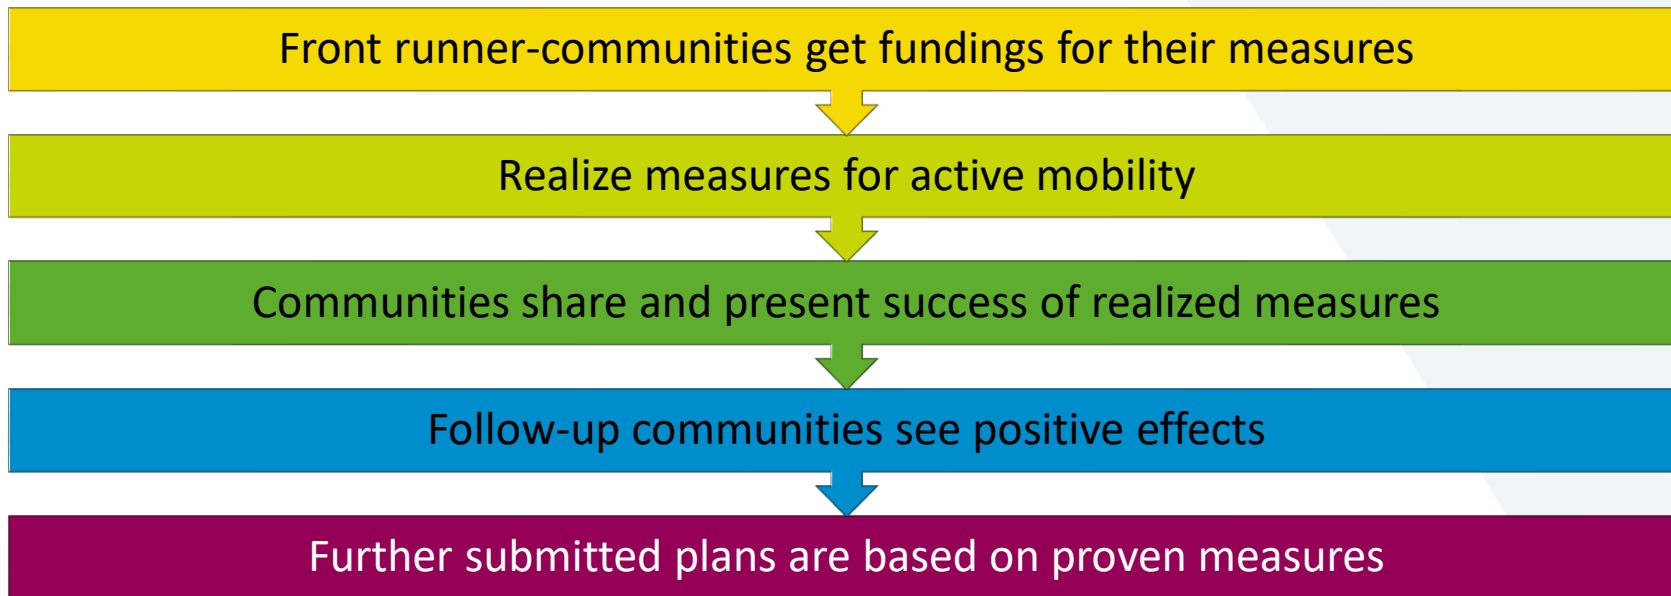 Front runner-communities get fundings for their measures
Realize measures for active mobility
Communities share and present success of realized measures
Follow-up communities see positive effects
Further submitted plans are based on proven measures